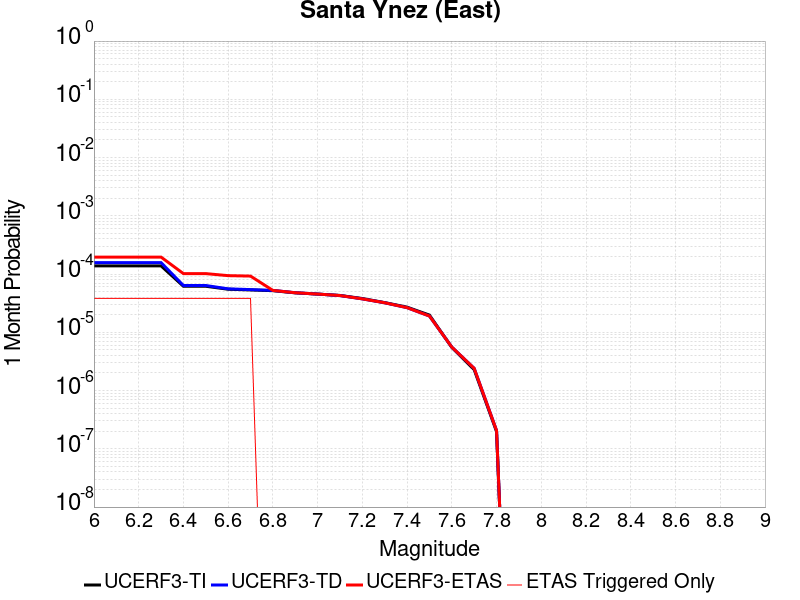 Santa Ynez (East)
10^0
10^-1
10^-2
10^-3
10^-4
10^-5
10^-6
10^-7
10^-8
1 Month Probability
6 6.2 6.4 6.6 6.8 7 7.2 7.4 7.6 7.8 8 8.2 8.4 8.6 8.8 9
Magnitude
UCERF3-TI UCERF3-TD UCERF3-ETAS ETAS Triggered Only